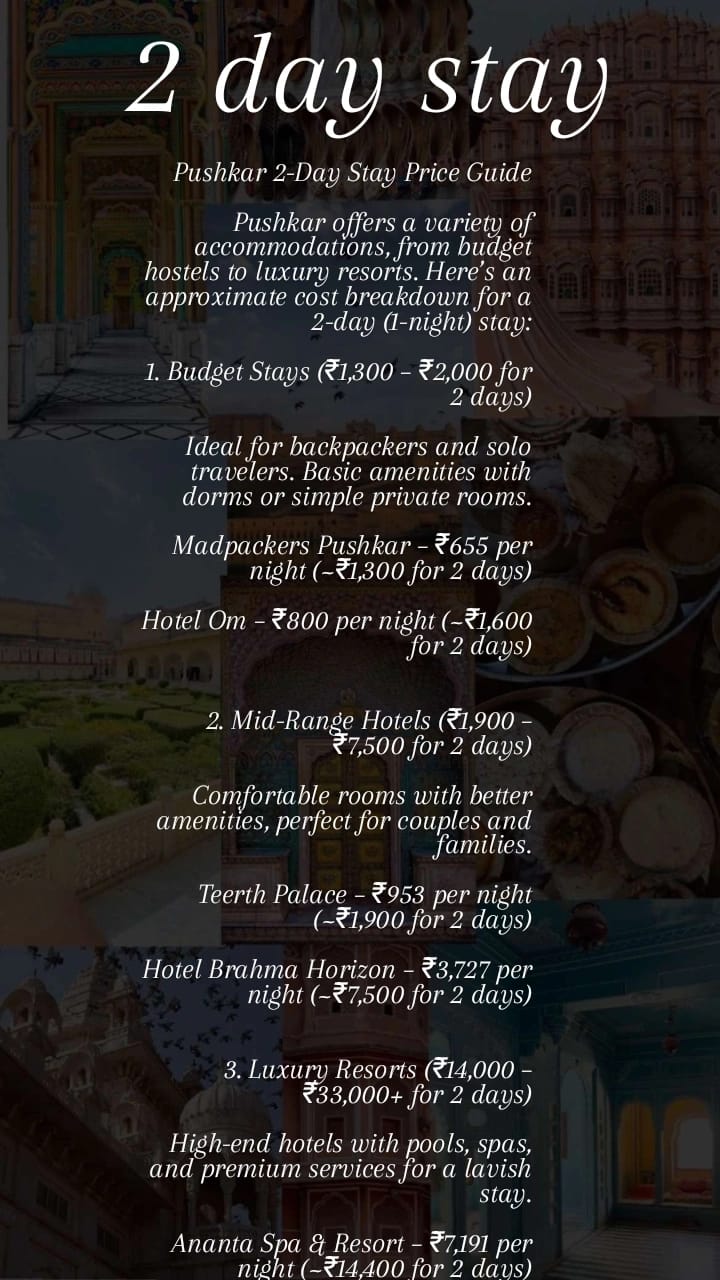 2 day stay
Pushkar 2-Day Stay Price Guide
Pushkar offers a variety of
accommodations, from budget
hostels to luxury resorts. Here's an
approximate cost breakdown for a
2-day (1-night) stay:
1. Budget Stays (₹1,300 – ₹2,000 for
2 days)
Ideal for backpackers and solo
travelers. Basic amenities with
dorms or simple private rooms.
Madpackers Pushkar – ₹655 per
night (~₹1,300 for 2 days)
Hotel Om – ₹800 per night (~₹1,600
for 2 days)
2. Mid-Range Hotels (₹1,900 –
₹7,500 for 2 days)
Comfortable rooms with better
amenities, perfect for couples and
families.
Teerth Palace – ₹953 per night
(~₹1,900 for 2 days)
Hotel Brahma Horizon – ₹3,727 per
night (~₹7,500 for 2 days)
3. Luxury Resorts (₹14,000 –
₹33,000+ for 2 days)
High-end hotels with pools, spas,
and premium services for a lavish
stay.
Ananta Spa & Resort – ₹7,191 per
night (~₹14,400 for 2 days)